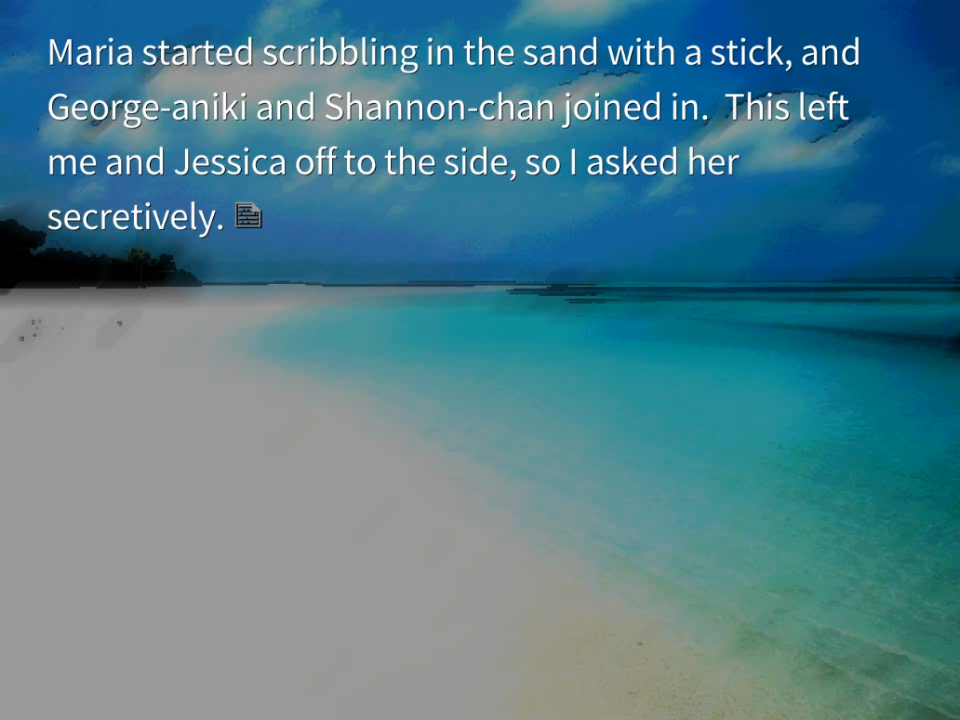 Maria started scribbling in the sand with a stick, and
George-aniki and Shannon-chan joined in.  This left
me and Jessica off to the side, so I asked her
secretively.